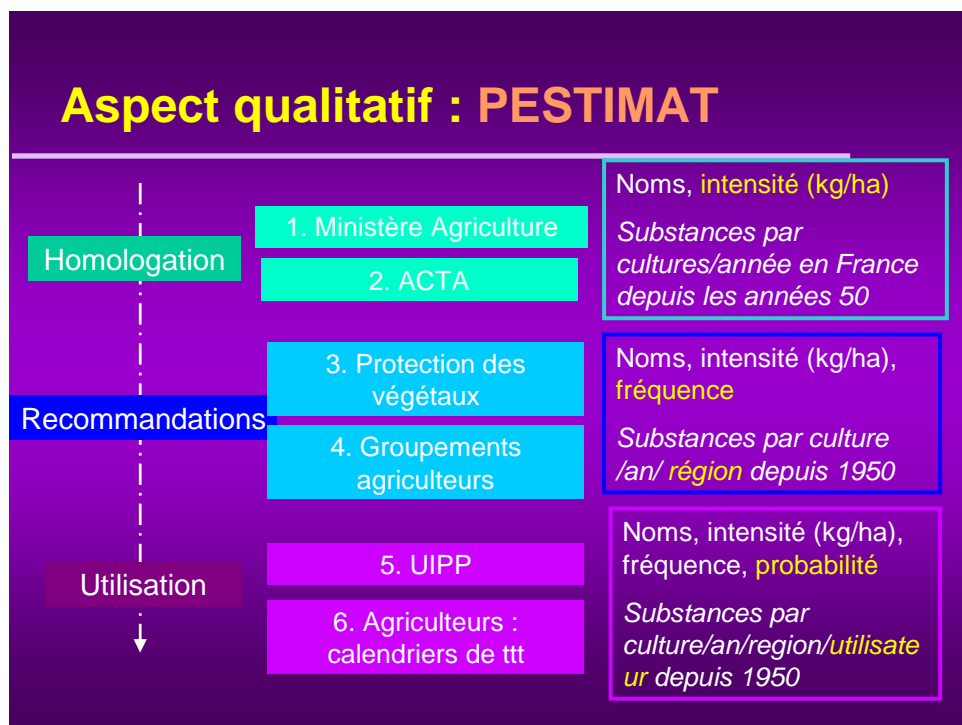 Aspect qualitatif : PESTIMAT
Homologation
1. Ministère Agriculture
2. ACTA
Noms, intensité (kg/ha)
Substances par
cultures/année en France
depuis les années 50
Recommandations
3. Protection des
végétaux
4. Groupements
agriculteurs
Noms, intensité (kg/ha),
fréquence
Substances par culture
/an/ région depuis 1950
Utilisation
5. UIPP
6. Agriculteurs :
calendriers de ttt
Noms, intensité (kg/ha),
fréquence, probabilité
Substances par
culture/an/region/utilisate
ur depuis 1950